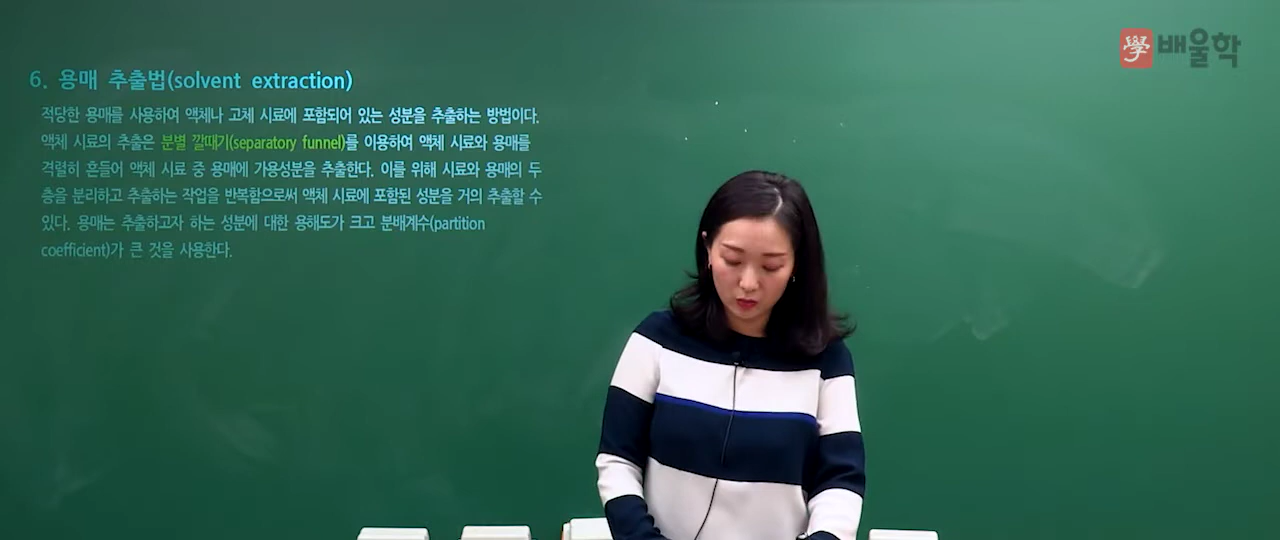 學 배울학
6. 용매 추출법(solvent extraction)
적당한 용매를 사용하여 액체나 고체 시료에 포함되어 있는 성분을 추출하는 방법이다.
액체 시료의 추출은 분별 깔때기(separatory funnel)를 이용하여 액체 시료와 용매를
격렬히 흔들어 액체 시료 중 용매에 가용성분을 추출한다. 이를 위해 시료와 용매의 두
층을 분리하고 추출하는 작업을 반복함으로써 액체 시료에 포함된 성분을 거의 추출할 수
있다. 용매는 추출하고자 하는 성분에 대한 용해도가 크고 분배계수(partition
coefficient)가 큰 것을 사용한다.